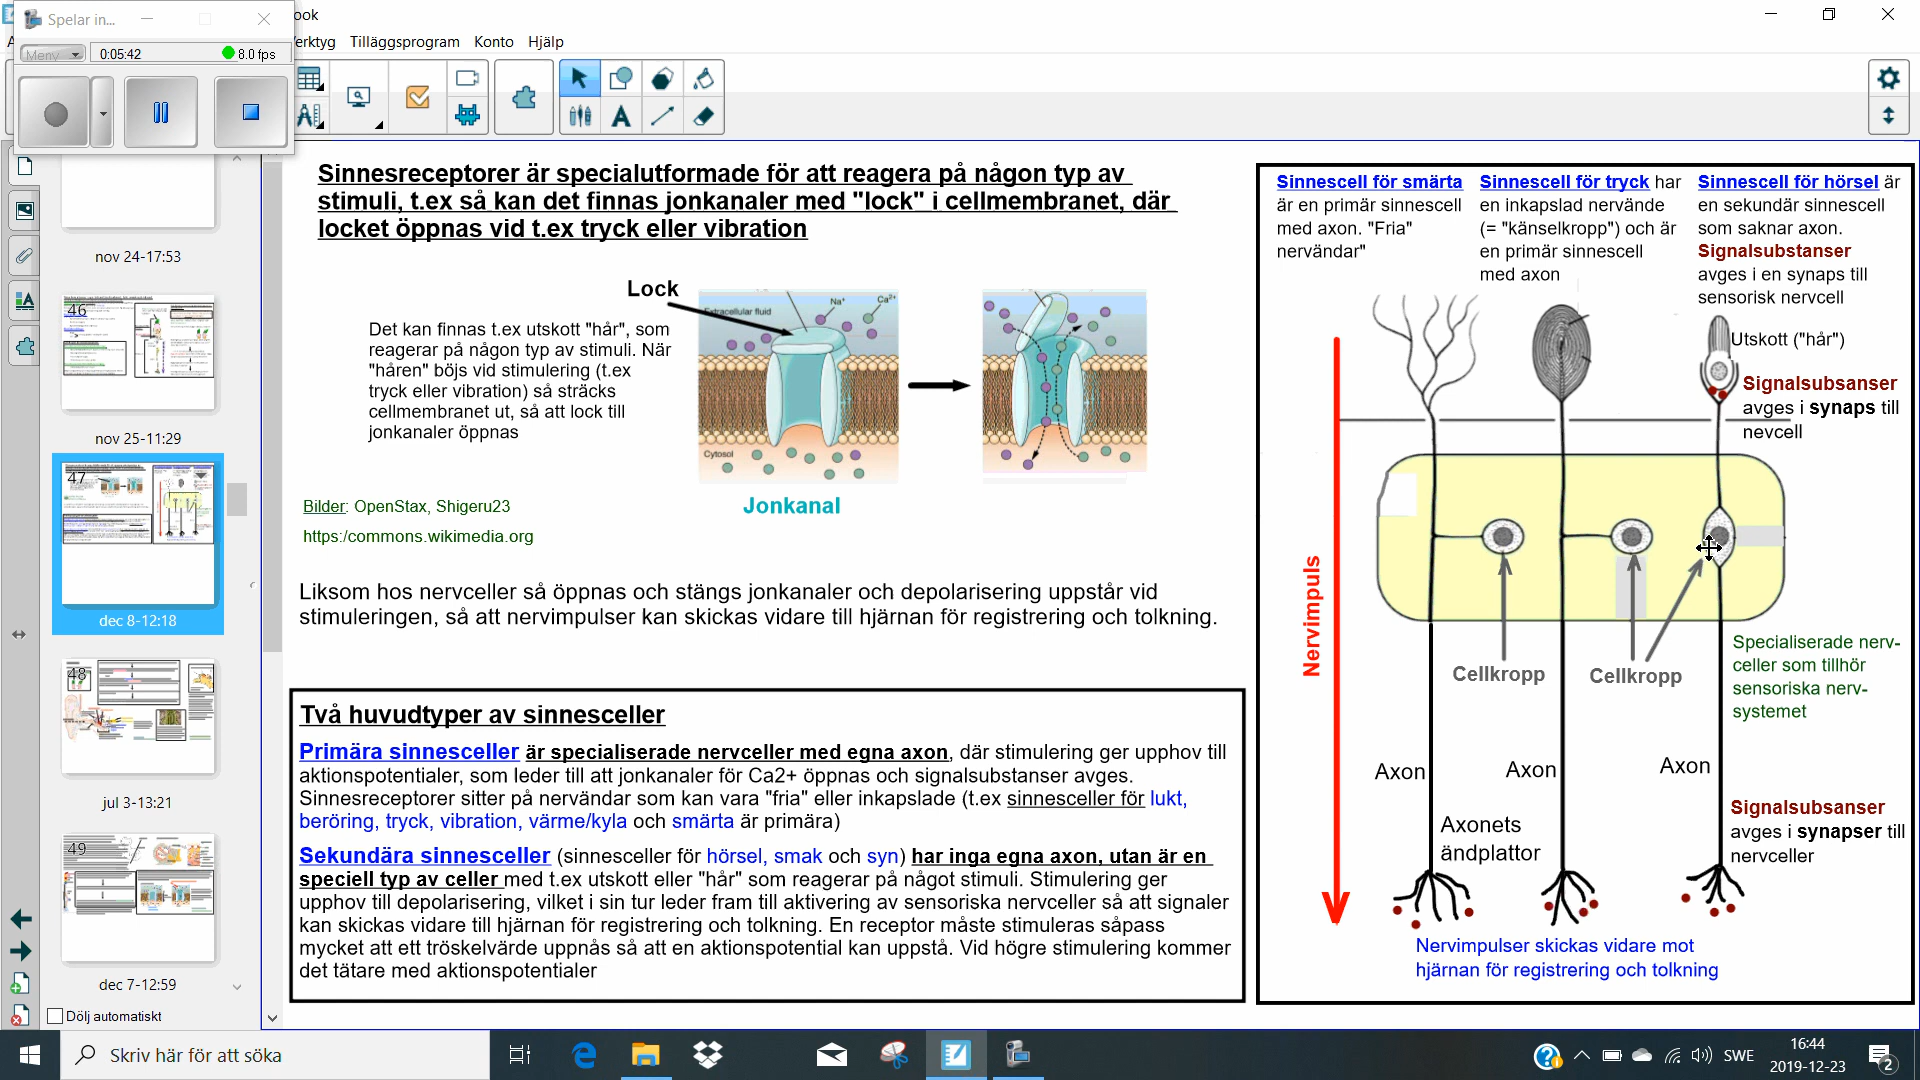 Spelar in...
ook
Meny
0:05:42
8.0 fps
erktyg Tilläggsprogram Konto Hjälp
nov 24-17:53
46
nov 25-11:29
47
dec 8-12:18
48
jul 3-13:21
49
dec 7-12:59
Dölj automatiskt
Sinnesreceptorer är specialutformade för att reagera på någon typ av
stimuli, t.ex så kan det finnas jonkanaler med "lock" i cellmembranet, där
locket öppnas vid t.ex tryck eller vibration
Lock
Det kan finnas t.ex utskott "hår", som
reagerar på någon typ av stimuli. När
"håren" böjs vid stimulering (t.ex
tryck eller vibration) så sträcks
cellmembranet ut, så att lock till
jonkanaler öppnas
Extracellular fluid
Na+
Ca2+
Cytosol
Jonkanal
Bilder: OpenStax, Shigeru23
https:/commons.wikimedia.org
Liksom hos nervceller så öppnas och stängs jonkanaler och depolarisering uppstår vid
stimuleringen, så att nervimpulser kan skickas vidare till hjärnan för registrering och tolkning.
Två huvudtyper av sinnesceller
Primära sinnesceller är specialiserade nervceller med egna axon, där stimulering ger upphov till
aktionspotentialer, som leder till att jonkanaler för Ca2+ öppnas och signalsubstanser avges.
Sinnesreceptorer sitter på nervändar som kan vara "fria" eller inkapslade (t.ex sinnesceller för lukt,
beröring, tryck, vibration, värme/kyla och smärta är primära)
Sekundära sinnesceller (sinnesceller för hörsel, smak och syn) har inga egna axon, utan är en
speciell typ av celler med t.ex utskott eller "hår" som reagerar på något stimuli. Stimulering ger
upphov till depolarisering, vilket i sin tur leder fram till aktivering av sensoriska nervceller så att signaler
kan skickas vidare till hjärnan för registrering och tolkning. En receptor måste stimuleras såpass
mycket att ett tröskelvärde uppnås så att en aktionspotential kan uppstå. Vid högre stimulering kommer
det tätare med aktionspotentialer
Sinnescell för smärta
är en primär sinnescell
med axon. "Fria"
nervändar"
Sinnescell för tryck har
en inkapslad nervände
(= "känselkropp") och är
en primär sinnescell
med axon
Sinnescell för hörsel är
en sekundär sinnescell
som saknar axon.
Signalsubstanser
avges i en synaps till
sensorisk nervcell
Utskott ("hår")
Signalsubsanser
avges i synaps till
nevcell
Nervimpuls
Cellkropp
Cellkropp
Specialiserade nerv-
celler som tillhör
sensoriska nerv-
systemet
Axon
Axon
Axon
Axonets
ändplattor
Signalsubsanser
avges i synapser till
nervceller
Nervimpulser skickas vidare mot
hjärnan för registrering och tolkning
Skriv här för att söka
SWE
16:44
2019-12-23
2